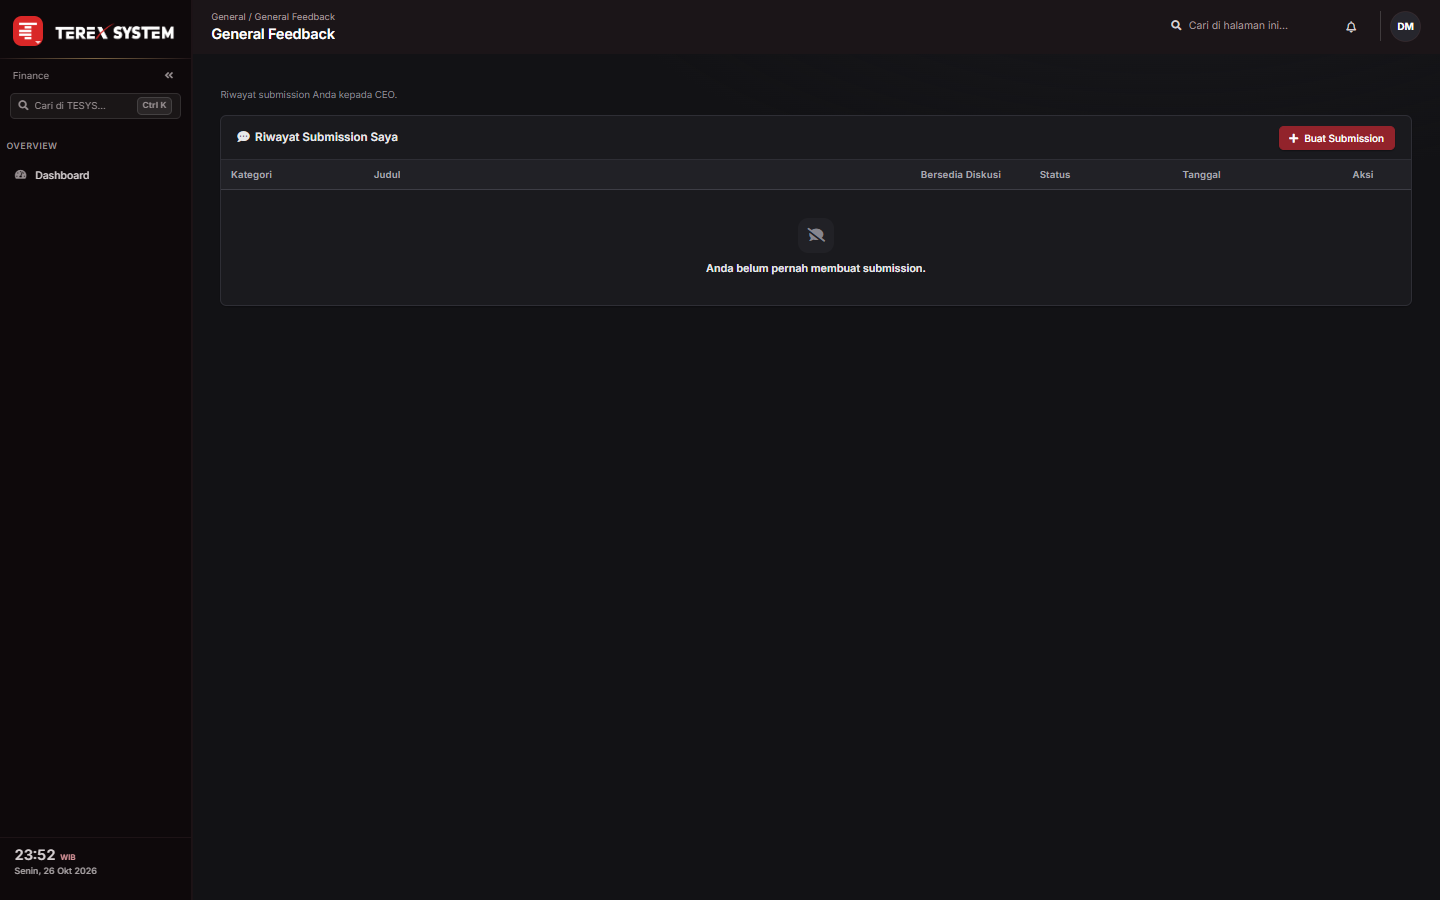 TEREX SYSTEM
Finance
Cari di TESYS... Ctrl K
OVERVIEW
Dashboard
23:52 WIB
Senin, 26 Okt 2026
General / General Feedback
General Feedback
Cari di halaman ini...
DM
Riwayat submission Anda kepada CEO.
Riwayat Submission Saya
Buat Submission
Kategori Judul Bersedia Diskusi Status Tanggal Aksi
Anda belum pernah membuat submission.